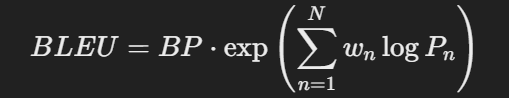 BLEU = BP · exp ( ∑_{n=1}^{N} w_n log P_n )